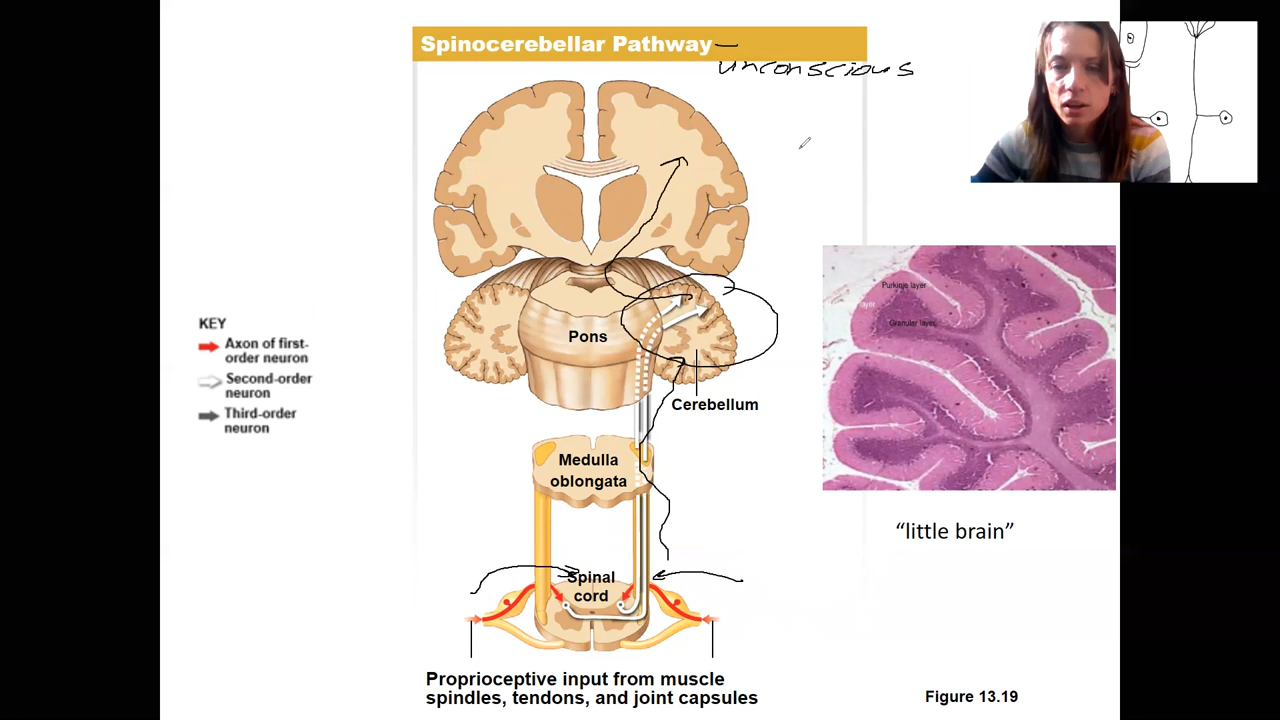 Spinocerebellar Pathway
unconscious
Purkinje layer
layer
Granular layer
Pons
KEY
Axon of first-
order neuron
Second-order
neuron
Third-order
neuron
Cerebellum
Medulla
oblongata
"little brain"
Spinal
cord
Proprioceptive input from muscle
spindles, tendons, and joint capsules
Figure 13.19